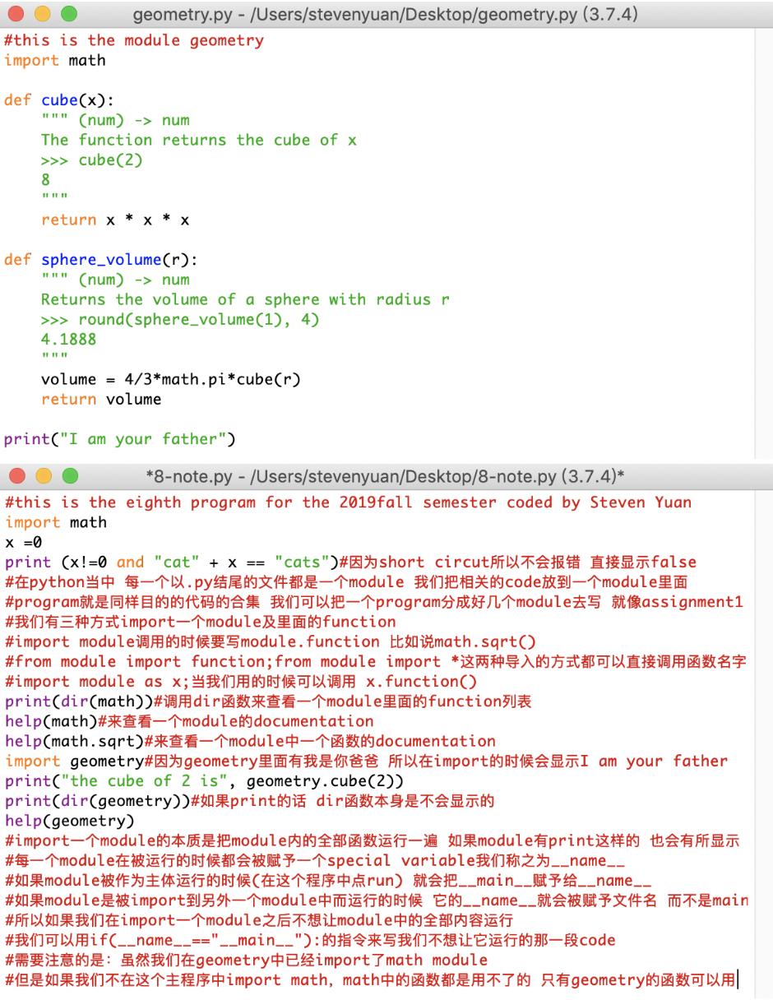 geometry.py - /Users/stevenyuan/Desktop/geometry.py (3.7.4)
#this is the module geometry
import math
def cube(x):
    """ (num) -> num
    The function returns the cube of x
    >>> cube(2)
    8
    """
    return x * x * x
def sphere_volume(r):
    """ (num) -> num
    Returns the volume of a sphere with radius r
    >>> round(sphere_volume(1), 4)
    4.1888
    """
    volume = 4/3*math.pi*cube(r)
    return volume
print("I am your father")
*8-note.py - /Users/stevenyuan/Desktop/8-note.py (3.7.4)*
#this is the eighth program for the 2019fall semester coded by Steven Yuan
import math
x =0
print (x!=0 and "cat" + x == "cats")#因为short circut所以不会报错 直接显示false
#在python当中 每一个以.py结尾的文件都是一个module 我们把相关的code放到一个module里面
#program就是同样目的的代码的合集 我们可以把一个program分成好几个module去写 就像assignment1
#我们有三种方式import一个module及里面的function
#import module调用的时候要写module.function 比如说math.sqrt()
#from module import function;from module import *这两种导入的方式都可以直接调用函数名字
#import module as x;当我们用的时候可以调用 x.function()
print(dir(math))#调用dir函数来查看一个module里面的function列表
help(math)#来查看一个module的documentation
help(math.sqrt)#来查看一个module中一个函数的documentation
import geometry#因为geometry里面有我是你爸爸 所以在import的时候会显示I am your father
print("the cube of 2 is", geometry.cube(2))
print(dir(geometry))#如果print的话 dir函数本身是不会显示的
help(geometry)
#import一个module的本质是把module内的全部函数运行一遍 如果module有print这样的 也会有所显示
#每一个module在被运行的时候都会被赋予一个special variable我们称之为__name__
#如果module被作为主体运行的时候(在这个程序中点run) 就会把__main__赋予给__name__
#如果module是被import到另外一个module中而运行的时候 它的__name__就会被赋予文件名 而不是main
#所以如果我们在import一个module之后不想让module中的全部内容运行
#我们可以用if(__name__=="__main__"):的指令来写我们不想让它运行的那一段code
#需要注意的是：虽然我们在geometry中已经import了math module
#但是如果我们不在这个主程序中import math，math中的函数都是用不了的 只有geometry的函数可以用